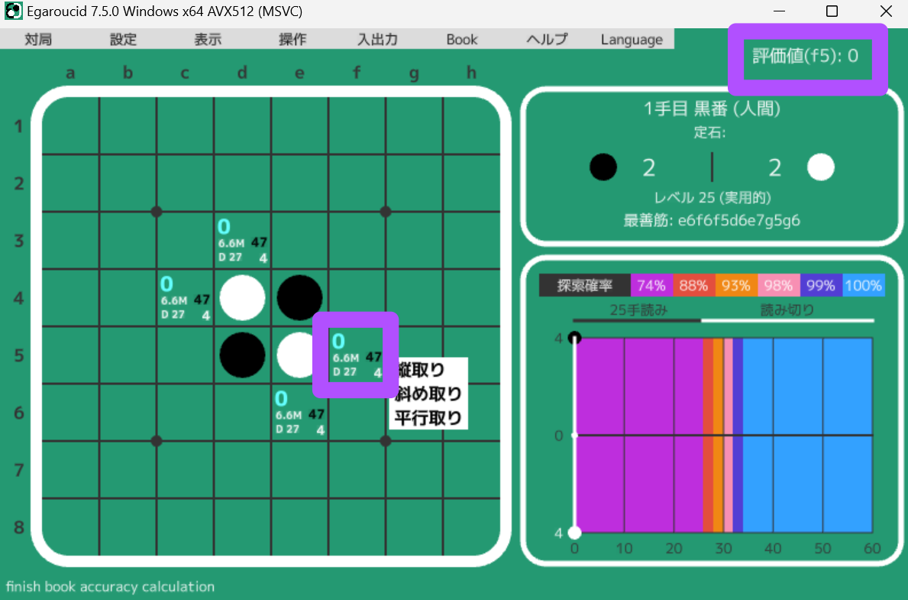 Egaroucid 7.5.0 Windows x64 AVX512 (MSVC)
対局 設定 表示 操作 入出力 Book ヘルプ Language
評価値(f5): 0
a b c d e f g h
1
2
3
4
5
6
7
8
0
6.6M 47
D 27 4
0
6.6M 47
D 27 4
0
6.6M 47
D 27 4
0
6.6M 47
D 27 4
縦取り
斜め取り
平行取り
1手目 黒番 (人間)
定石:
2 2
レベル 25 (実用的)
最善筋: e6f6f5d6e7g5g6
探索確率 74% 88% 93% 98% 99% 100%
25手読み 読み切り
4
0
4
0 10 20 30 40 50 60
finish book accuracy calculation